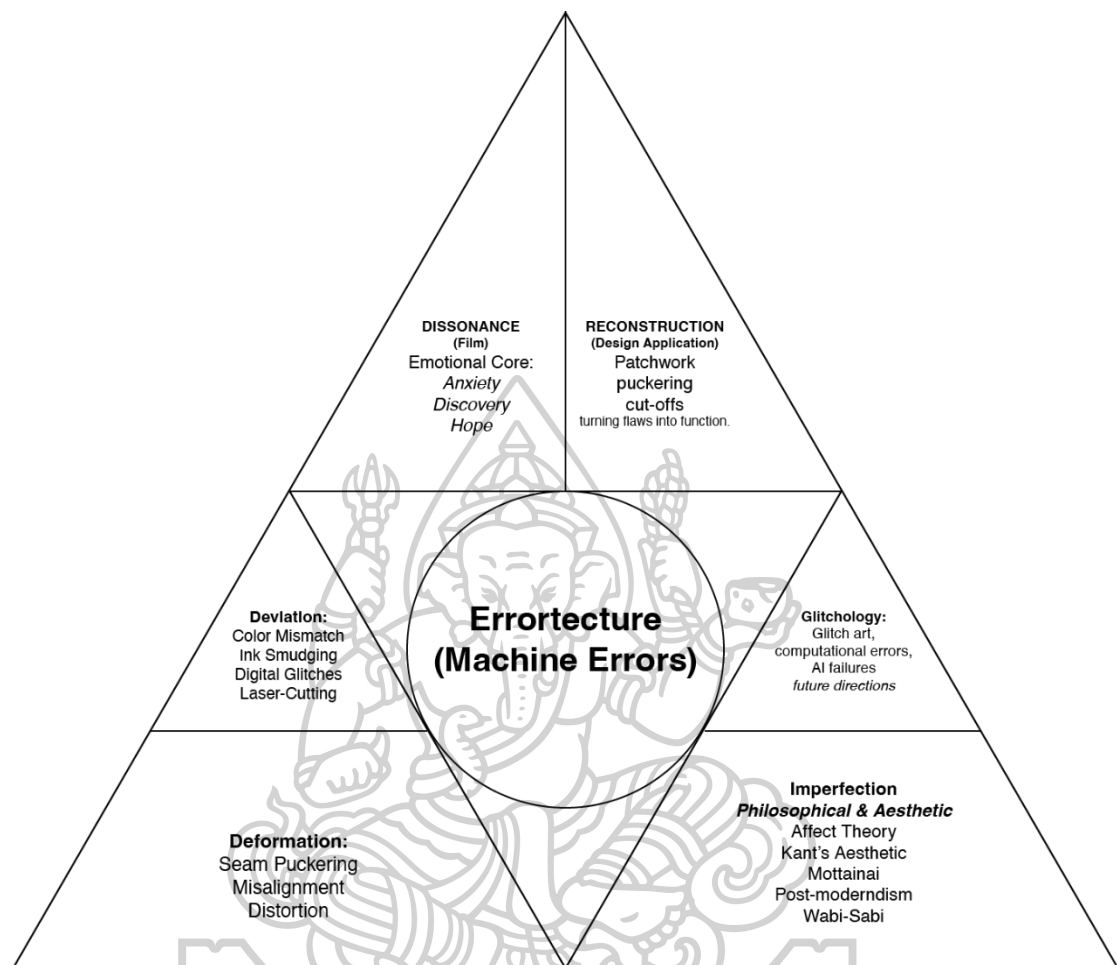 DISSONANCE
(Film)
Emotional Core:
Anxiety
Discovery
Hope
RECONSTRUCTION
(Design Application)
Patchwork
puckering
cut-offs
turning flaws into function.
Errortecture
(Machine Errors)
Deviation:
Color Mismatch
Ink Smudging
Digital Glitches
Laser-Cutting
Glitchology:
Glitch art,
computational errors,
AI failures
future directions
Deformation:
Seam Puckering
Misalignment
Distortion
Imperfection
Philosophical & Aesthetic
Affect Theory
Kant's Aesthetic
Mottainai
Post-moderndism
Wabi-Sabi